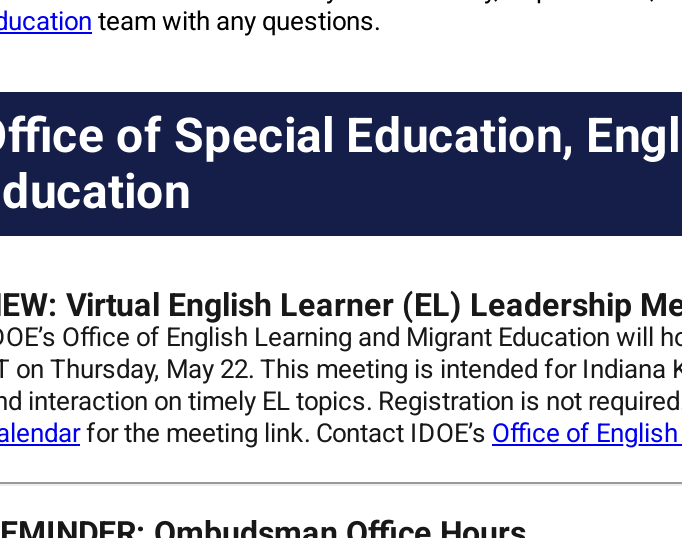 ducation team with any questions.
Office of Special Education, Engl
ducation
NEW: Virtual English Learner (EL) Leadership Me
DOE’s Office of English Learning and Migrant Education will ho
T on Thursday, May 22. This meeting is intended for Indiana K
nd interaction on timely EL topics. Registration is not required
alendar for the meeting link. Contact IDOE’s Office of English
EMINDER: Ombudsman Office Hours